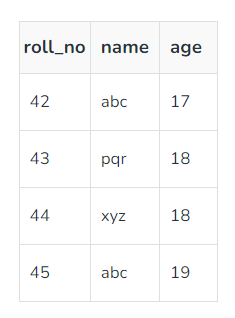 roll_no name age
42 abc 17
43 pqr 18
44 xyz 18
45 abc 19